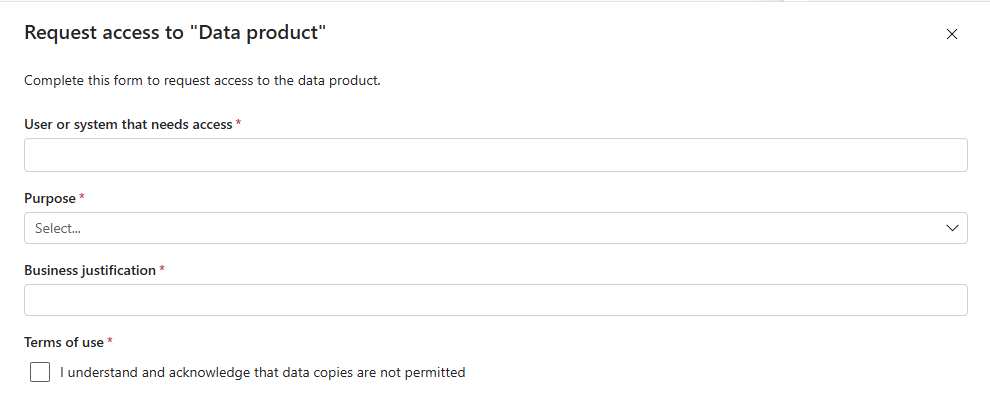 Request access to "Data product"
Complete this form to request access to the data product.
User or system that needs access *
Purpose *
Select...
Business justification *
Terms of use *
I understand and acknowledge that data copies are not permitted